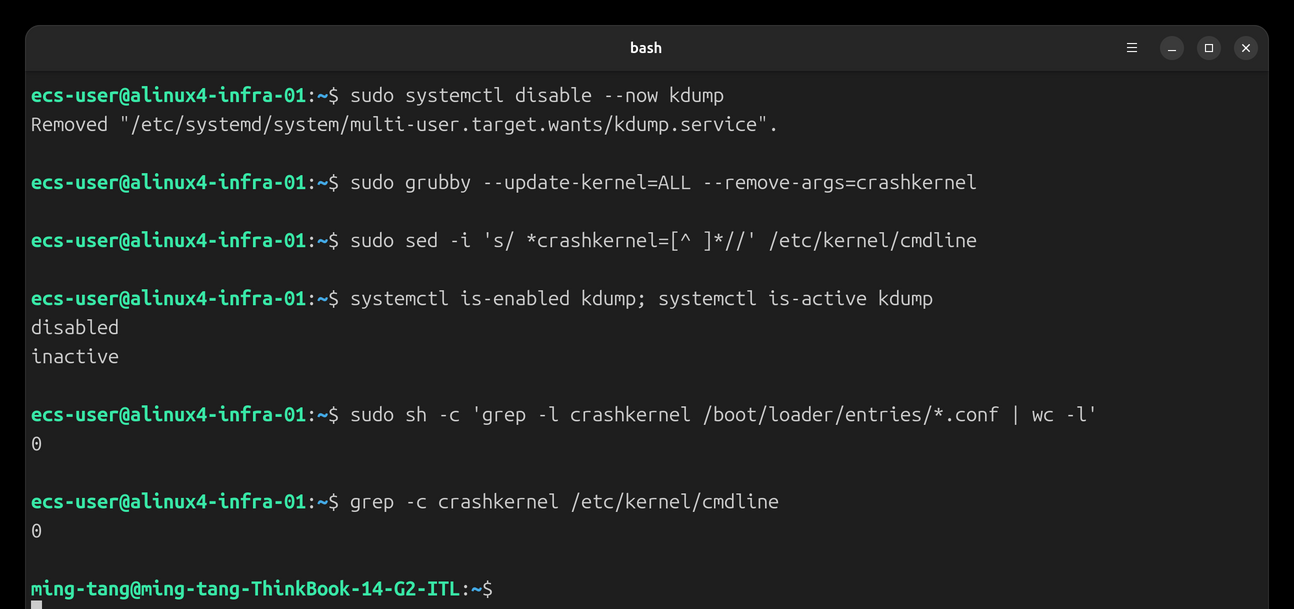 bash
ecs-user@alinux4-infra-01:~$ sudo systemctl disable --now kdump
Removed "/etc/systemd/system/multi-user.target.wants/kdump.service".
ecs-user@alinux4-infra-01:~$ sudo grubby --update-kernel=ALL --remove-args=crashkernel
ecs-user@alinux4-infra-01:~$ sudo sed -i 's/ *crashkernel=[^ ]*//' /etc/kernel/cmdline
ecs-user@alinux4-infra-01:~$ systemctl is-enabled kdump; systemctl is-active kdump
disabled
inactive
ecs-user@alinux4-infra-01:~$ sudo sh -c 'grep -l crashkernel /boot/loader/entries/*.conf | wc -l'
0
ecs-user@alinux4-infra-01:~$ grep -c crashkernel /etc/kernel/cmdline
0
ming-tang@ming-tang-ThinkBook-14-G2-ITL:~$